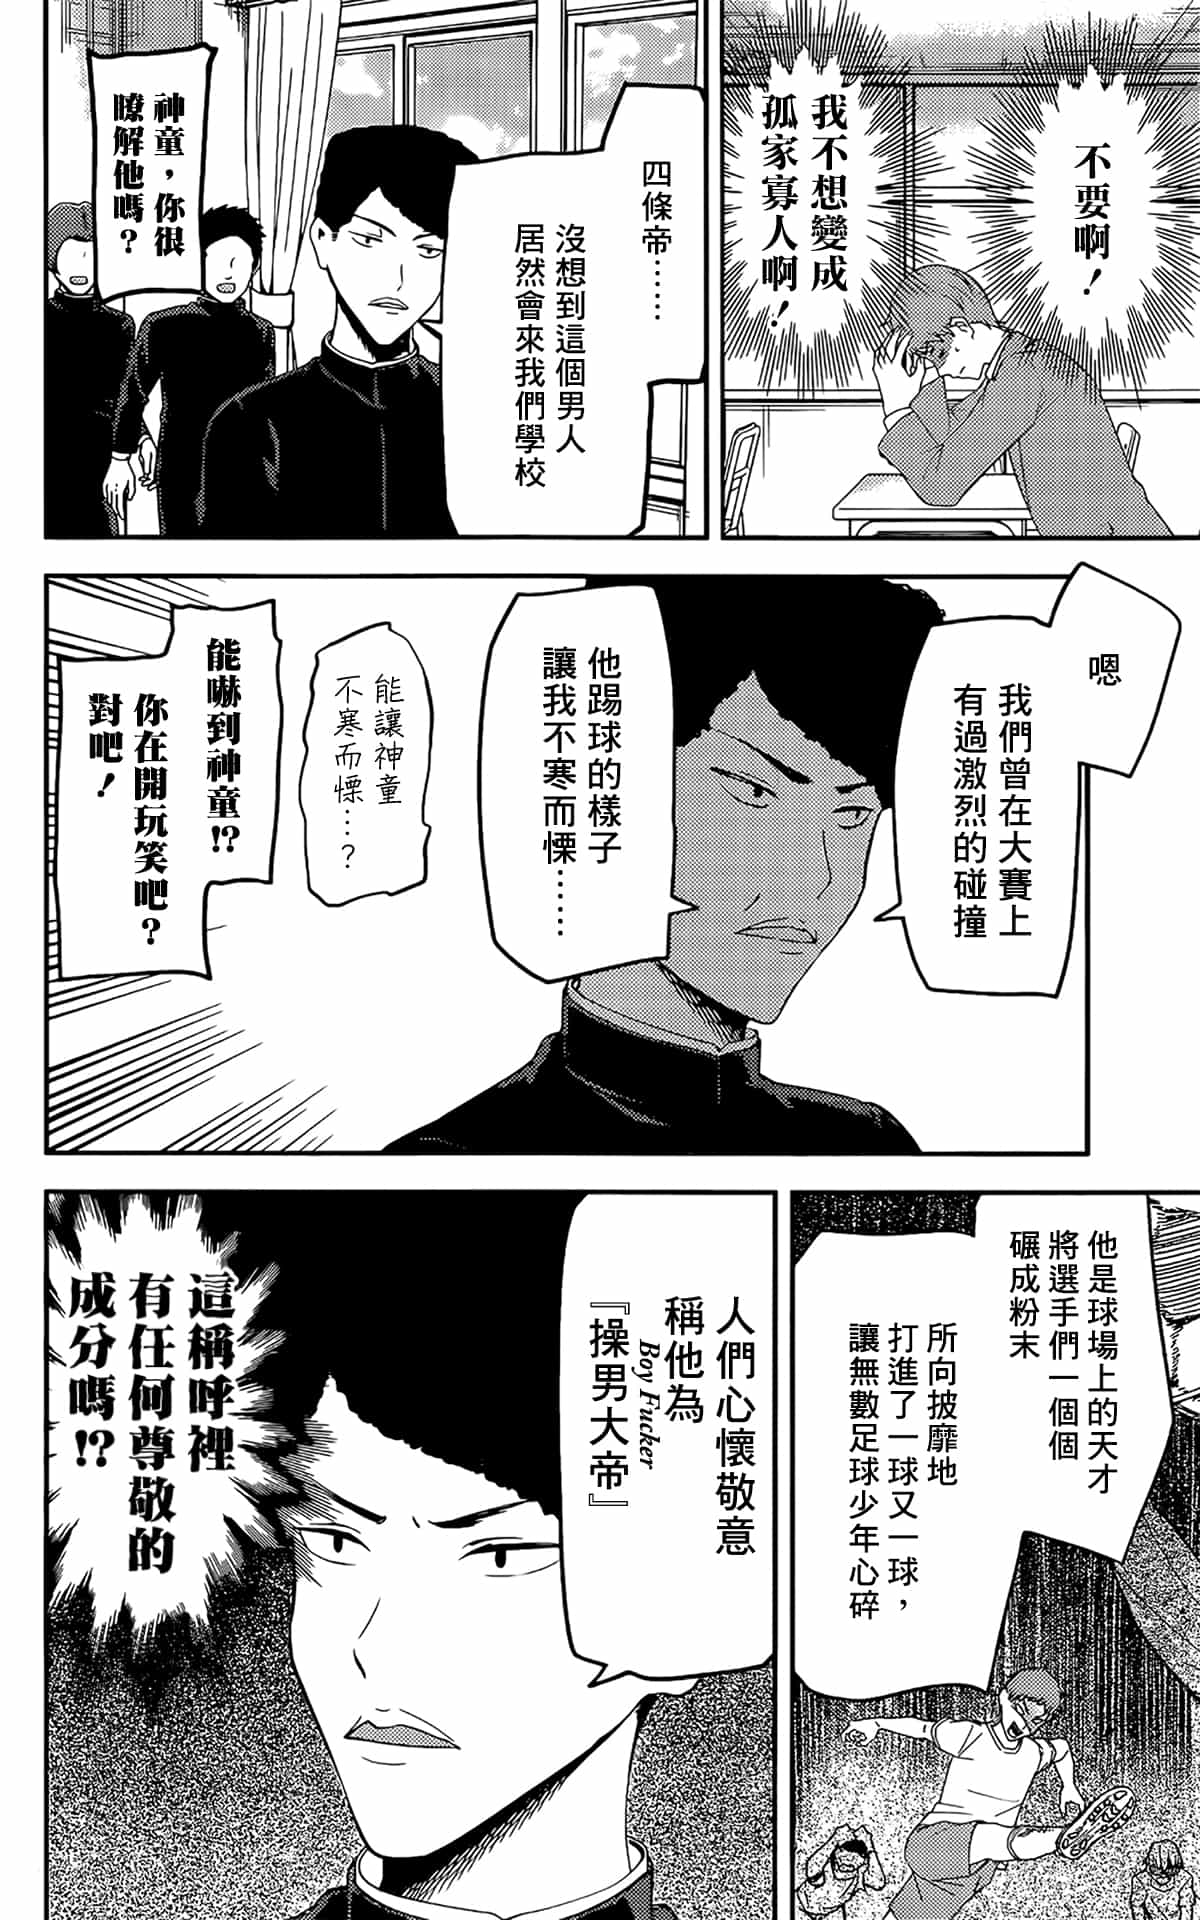 不要啊！
我不想變成
孤家寡人啊！
四條帝……
沒想到這個男人
居然會來我們學校
神童，你很
瞭解他嗎？
嗯
我們曾在大賽上
有過激烈的碰撞
他踢球的樣子
讓我不寒而慄……
能讓神童
不寒而慄…？
能嚇到神童!?
你在開玩笑吧？
對吧！
他是球場上的天才
將選手們一個個
碾成粉末
所向披靡地
打進了一球又一球，
讓無數足球少年心碎
人們心懷敬意
稱他為
Boy Fucker
『操男大帝』
這稱呼裡
有任何尊敬的
成分嗎!?